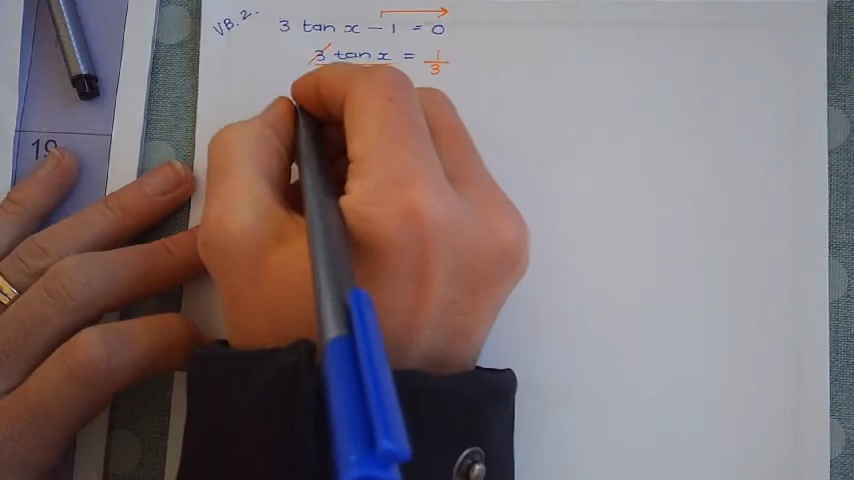 VB.2. 3 tan x - 1 = 0
3 tan x = 1/3
19